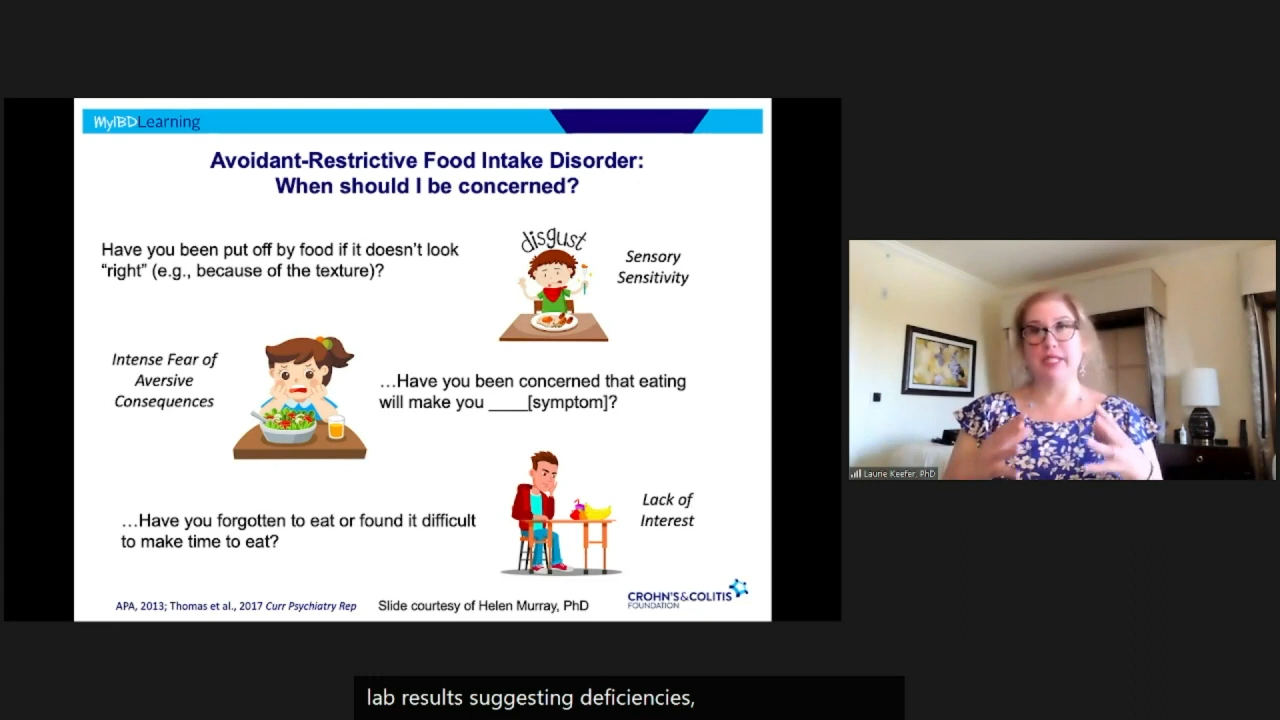 MyIBDLearning
Avoidant-Restrictive Food Intake Disorder:
When should I be concerned?
Have you been put off by food if it doesn’t look
“right” (e.g., because of the texture)?
disgust
Sensory
Sensitivity
Intense Fear of
Aversive
Consequences
…Have you been concerned that eating
will make you ____[symptom]?
…Have you forgotten to eat or found it difficult
to make time to eat?
Lack of
Interest
APA, 2013; Thomas et al., 2017 Curr Psychiatry Rep
Slide courtesy of Helen Murray, PhD
CROHN’S&COLITIS
FOUNDATION
Laurie Keefer, PhD
lab results suggesting deficiencies,